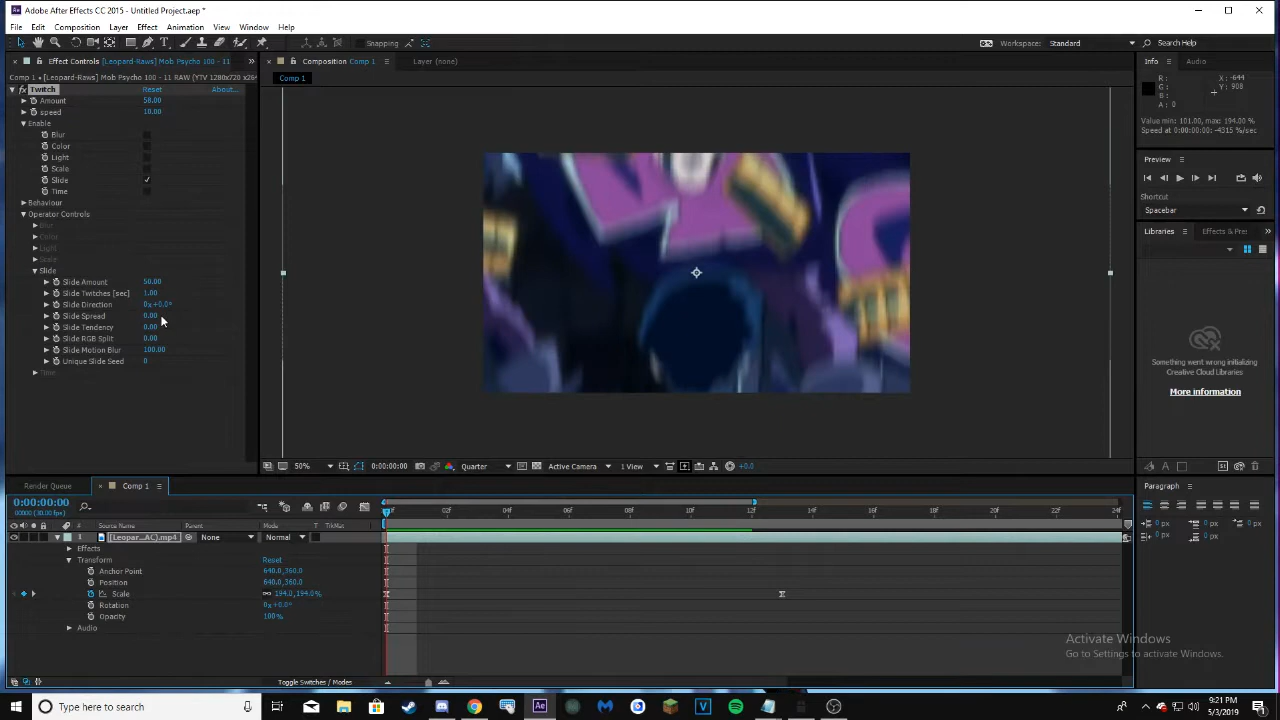 Adobe After Effects CC 2015 - Untitled Project.aep *
File Edit Composition Layer Effect Animation View Window Help
Snapping
Workspace: Standard
Search Help
Effect Controls [Leopard-Raws] Mob Psycho 100 - 11
Comp 1 • [Leopard-Raws] Mob Psycho 100 - 11 RAW (YTV 1280x720 x264
fx Twitch Reset About...
Amount 58.00
speed 10.00
Enable
Blur
Color
Light
Scale
Slide
Time
Behaviour
Operator Controls
Blur
Color
Light
Scale
Slide
Slide Amount 50.00
Slide Twitches [sec] 1.00
Slide Direction 0x+0.0°
Slide Spread 0.00
Slide Tendency 0.00
Slide RGB Split 0.00
Slide Motion Blur 100.00
Unique Slide Seed 0
Time
Composition Comp 1
Layer (none)
Comp 1
50% 0:00:00:00 Quarter Active Camera 1 View +0.0
Info Audio
R: X: -644
G: Y: 908
B:
A: 0
Value min: 101.00, max: 194.00 %
Speed at 0:00:00:00: -4315 %/sec
Preview
Shortcut
Spacebar
Libraries Effects & Pre
Something went wrong initializing
Creative Cloud Libraries
More information
Paragraph
0 px 0 px 0 px
0 px 0 px
Render Queue Comp 1
0:00:00:00
00000 (30.00 fps)
02f 04f 06f 08f 10f 12f 14f 16f 18f 20f 22f 24f
Source Name Parent Mode T TrkMat
1 [Leopar...AC).mp4 None Normal
Effects
Transform Reset
Anchor Point 640.0,360.0
Position 640.0,360.0
Scale 194.0,194.0%
Rotation 0x+0.0°
Opacity 100%
Audio
Toggle Switches / Modes
Activate Windows
Go to Settings to activate Windows.
Type here to search
9:21 PM
5/3/2019